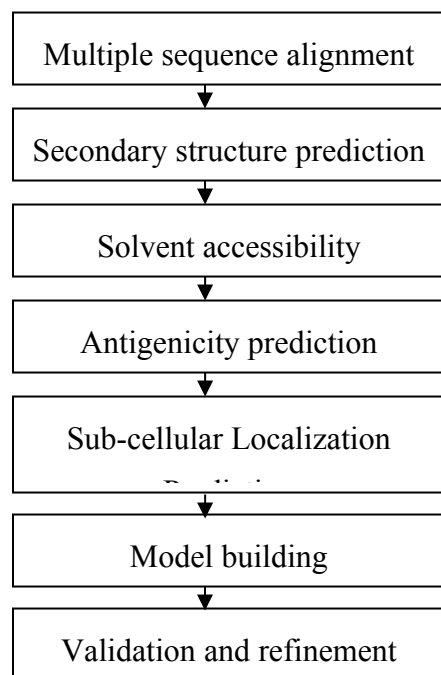 Multiple sequence alignment
Secondary structure prediction
Solvent accessibility
Antigenicity prediction
Sub-cellular Localization
Model building
Validation and refinement